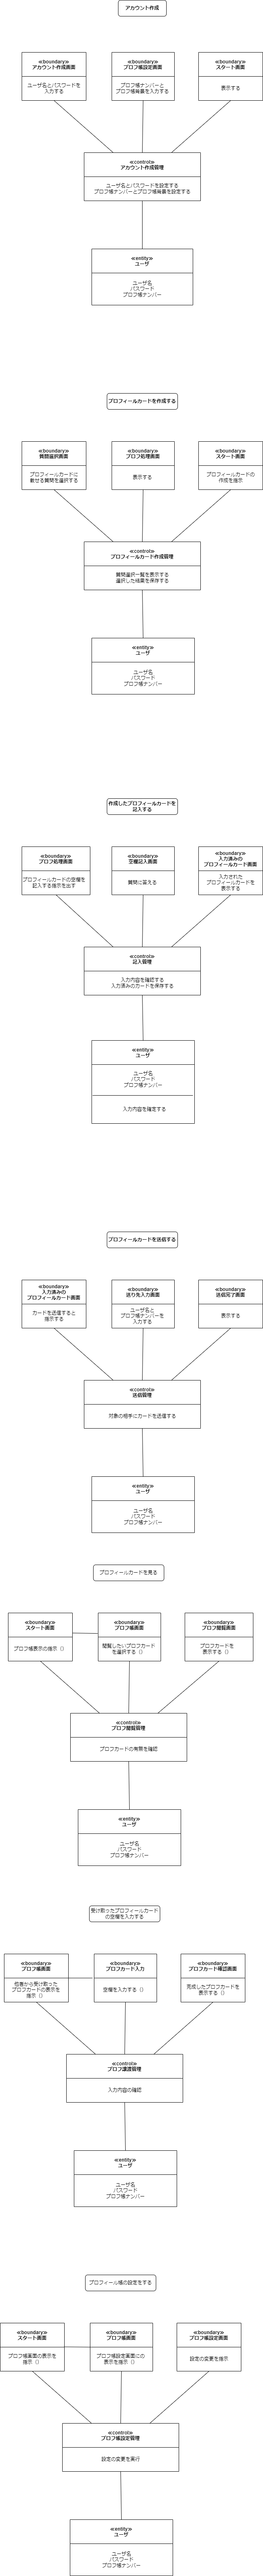 アカウント作成
≪boundary≫
アカウント作成画面
ユーザ名とパスワードを
入力する
≪boundary≫
プロフ帳設定画面
プロフ帳ナンバーと
プロフ帳背景を入力する
≪boundary≫
スタート画面
表示する
≪control≫
アカウント作成管理
ユーザ名とパスワードを設定する
プロフ帳ナンバーとプロフ帳背景を設定する
≪entity≫
ユーザ
ユーザ名
パスワード
プロフ帳ナンバー
プロフィールカードを作成する
≪boundary≫
質問選択画面
プロフィールカードに
載せる質問を選択する
≪boundary≫
プロフ処理画面
表示する
≪boundary≫
スタート画面
プロフィールカードの
作成を指示
≪control≫
プロフィールカード作成管理
質問選択一覧を表示する
選択した結果を保存する
≪entity≫
ユーザ
ユーザ名
パスワード
プロフ帳ナンバー
作成したプロフィールカードを
記入する
≪boundary≫
プロフ処理画面
プロフィールカードの空欄を
記入する指示を出す
≪boundary≫
空欄記入画面
質問に答える
≪boundary≫
入力済みの
プロフィールカード画面
入力された
プロフィールカードを
表示する
≪control≫
記入管理
入力内容を確認する
入力済みのカードを保存する
≪entity≫
ユーザ
ユーザ名
パスワード
プロフ帳ナンバー
入力内容を確定する
プロフィールカードを送信する
≪boundary≫
入力済みの
プロフィールカード画面
カードを送信すると
指示する
≪boundary≫
送り先入力画面
ユーザ名と
プロフ帳ナンバーを
入力する
≪boundary≫
送信完了画面
表示する
≪control≫
送信管理
対象の相手にカードを送信する
≪entity≫
ユーザ
ユーザ名
パスワード
プロフ帳ナンバー
プロフィールカードを見る
≪boundary≫
スタート画面
プロフ帳表示の指示（）
≪boundary≫
プロフ帳画面
閲覧したいプロフカード
を選択する（）
≪boundary≫
プロフ閲覧画面
プロフカードを
表示する（）
≪control≫
プロフ閲覧管理
プロフカードの有無を確認
≪entity≫
ユーザ
ユーザ名
パスワード
プロフ帳ナンバー
受け取ったプロフィールカード
の空欄を入力する
≪boundary≫
プロフ帳画面
他者から受け取った
プロフカードの表示を
指示（）
≪boundary≫
プロフカード入力
空欄を入力する（）
≪boundary≫
プロフカード確認画面
完成したプロフカードを
表示する（）
≪control≫
プロフ譲渡管理
入力内容の確認
≪entity≫
ユーザ
ユーザ名
パスワード
プロフ帳ナンバー
プロフィール帳の設定をする
≪boundary≫
スタート画面
プロフ帳画面の表示を
指示（）
≪boundary≫
プロフ帳画面
プロフ帳設定画面にの
表示を指示（）
≪boundary≫
プロフ帳設定画面
設定の変更を指示
≪control≫
プロフ帳設定管理
設定の変更を実行
≪entity≫
ユーザ
ユーザ名
パスワード
プロフ帳ナンバー